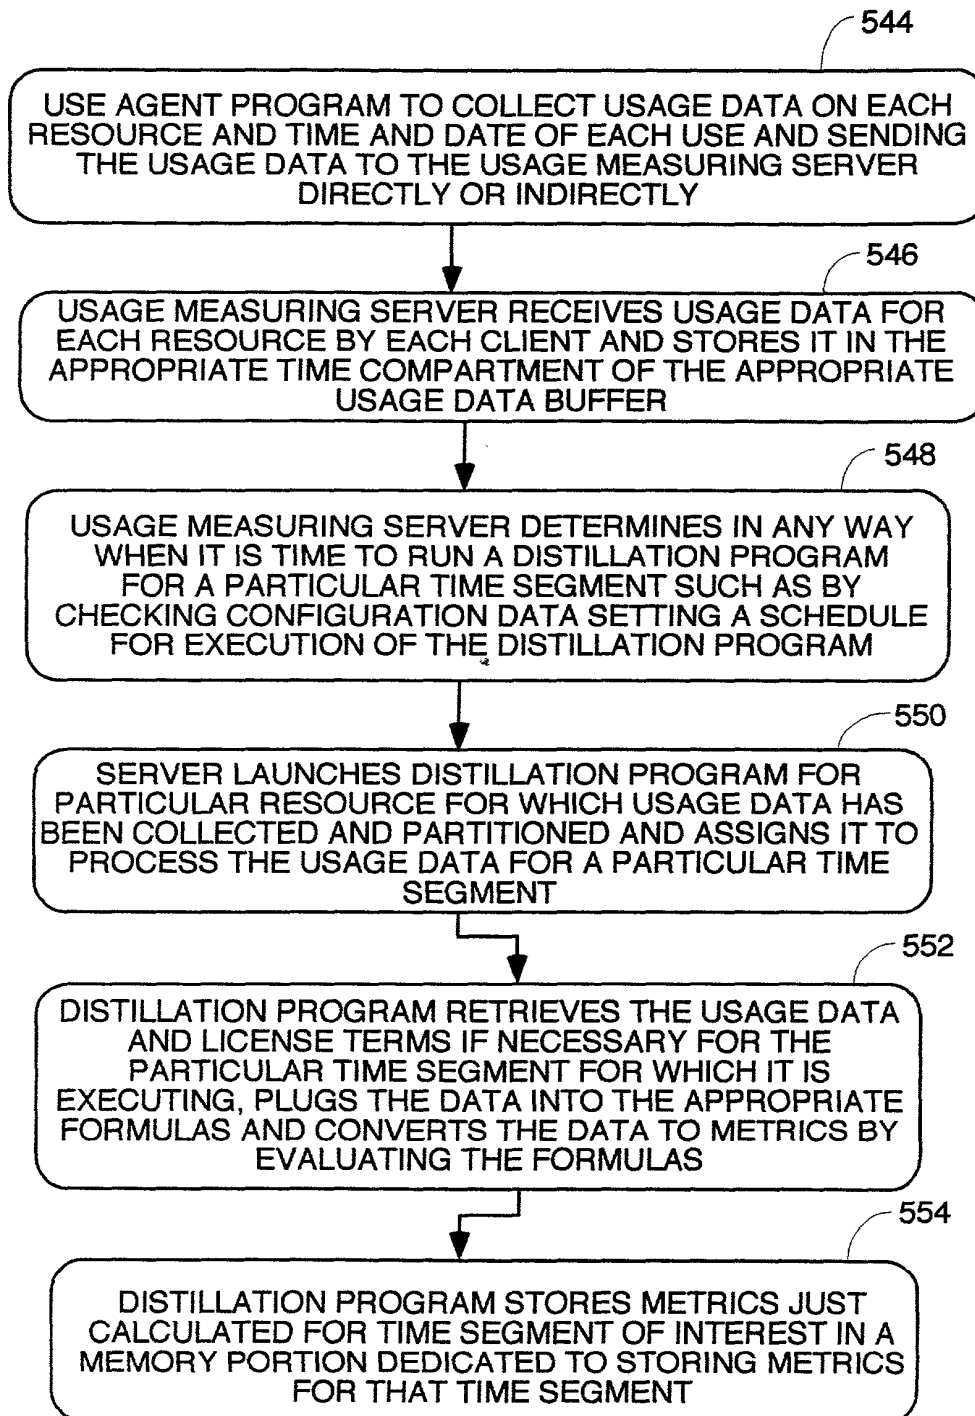 544
USE AGENT PROGRAM TO COLLECT USAGE DATA ON EACH
RESOURCE AND TIME AND DATE OF EACH USE AND SENDING
THE USAGE DATA TO THE USAGE MEASURING SERVER
DIRECTLY OR INDIRECTLY
546
USAGE MEASURING SERVER RECEIVES USAGE DATA FOR
EACH RESOURCE BY EACH CLIENT AND STORES IT IN THE
APPROPRIATE TIME COMPARTMENT OF THE APPROPRIATE
USAGE DATA BUFFER
548
USAGE MEASURING SERVER DETERMINES IN ANY WAY
WHEN IT IS TIME TO RUN A DISTILLATION PROGRAM
FOR A PARTICULAR TIME SEGMENT SUCH AS BY
CHECKING CONFIGURATION DATA SETTING A SCHEDULE
FOR EXECUTION OF THE DISTILLATION PROGRAM
550
SERVER LAUNCHES DISTILLATION PROGRAM FOR
PARTICULAR RESOURCE FOR WHICH USAGE DATA HAS
BEEN COLLECTED AND PARTITIONED AND ASSIGNS IT TO
PROCESS THE USAGE DATA FOR A PARTICULAR TIME
SEGMENT
552
DISTILLATION PROGRAM RETRIEVES THE USAGE DATA
AND LICENSE TERMS IF NECESSARY FOR THE
PARTICULAR TIME SEGMENT FOR WHICH IT IS
EXECUTING, PLUGS THE DATA INTO THE APPROPRIATE
FORMULAS AND CONVERTS THE DATA TO METRICS BY
EVALUATING THE FORMULAS
554
DISTILLATION PROGRAM STORES METRICS JUST
CALCULATED FOR TIME SEGMENT OF INTEREST IN A
MEMORY PORTION DEDICATED TO STORING METRICS
FOR THAT TIME SEGMENT